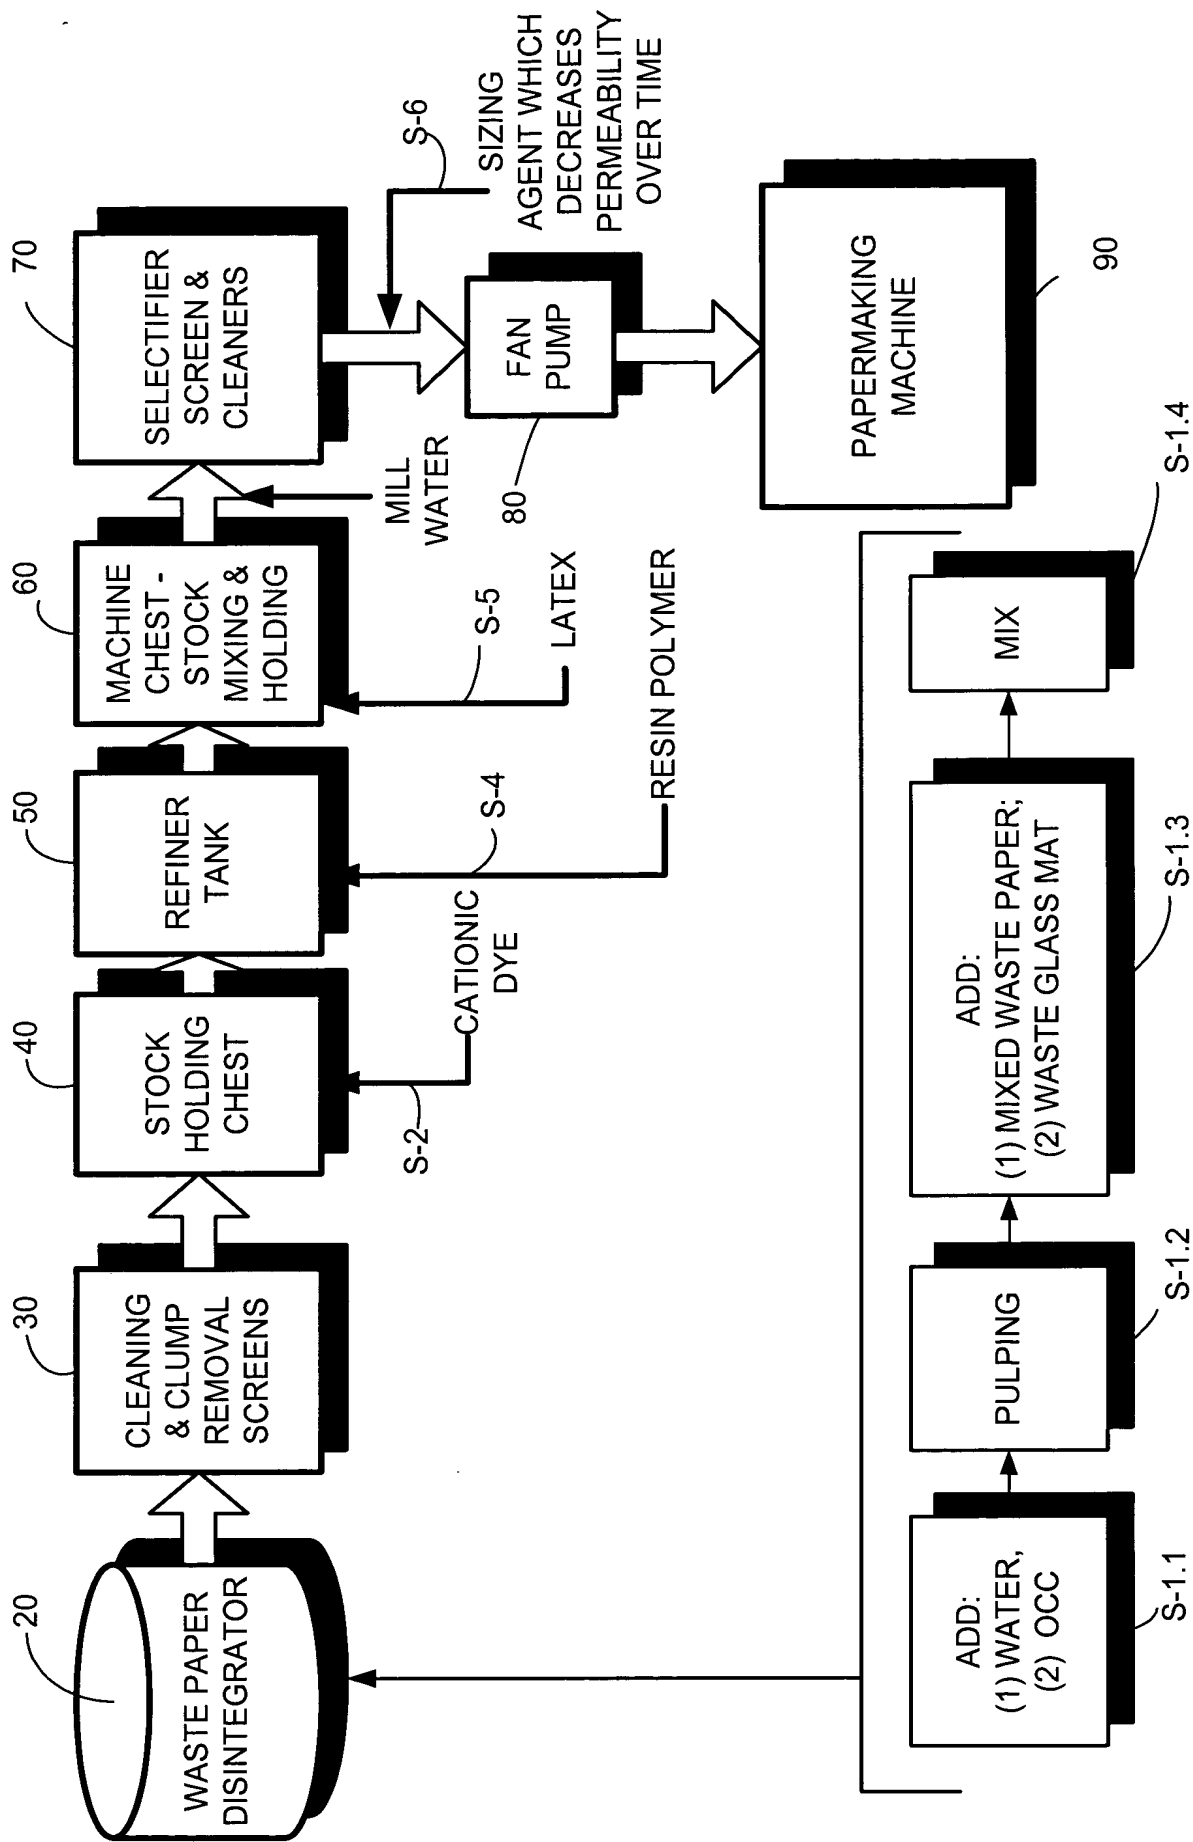 20
WASTE PAPER
DISINTEGRATOR
30
CLEANING
& CLUMP
REMOVAL
SCREENS
40
STOCK
HOLDING
CHEST
S-2
CATIONIC
DYE
50
REFINER
TANK
S-4
RESIN POLYMER
60
MACHINE
CHEST -
STOCK
MIXING &
HOLDING
S-5
LATEX
MILL
WATER
70
SELECTIFIER
SCREEN &
CLEANERS
S-6
SIZING
AGENT WHICH
DECREASES
PERMEABILITY
OVER TIME
80
FAN
PUMP
PAPERMAKING
MACHINE
90
ADD:
(1) WATER,
(2) OCC
S-1.1
PULPING
S-1.2
ADD:
(1) MIXED WASTE PAPER;
(2) WASTE GLASS MAT
S-1.3
MIX
S-1.4